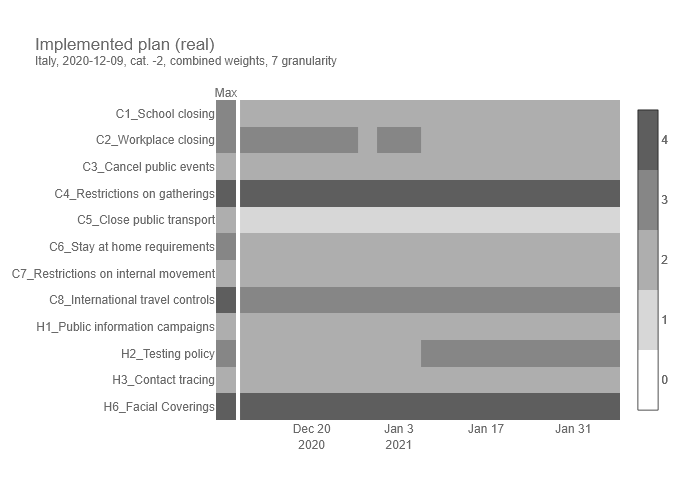 Implemented plan (real)
Italy, 2020-12-09, cat. -2, combined weights, 7 granularity
Max
C1_School closing
C2_Workplace closing
C3_Cancel public events
C4_Restrictions on gatherings
C5_Close public transport
C6_Stay at home requirements
C7_Restrictions on internal movement
C8_International travel controls
H1_Public information campaigns
H2_Testing policy
H3_Contact tracing
H6_Facial Coverings
Dec 20 Jan 3 Jan 17 Jan 31
2020 2021
4
3
2
1
0